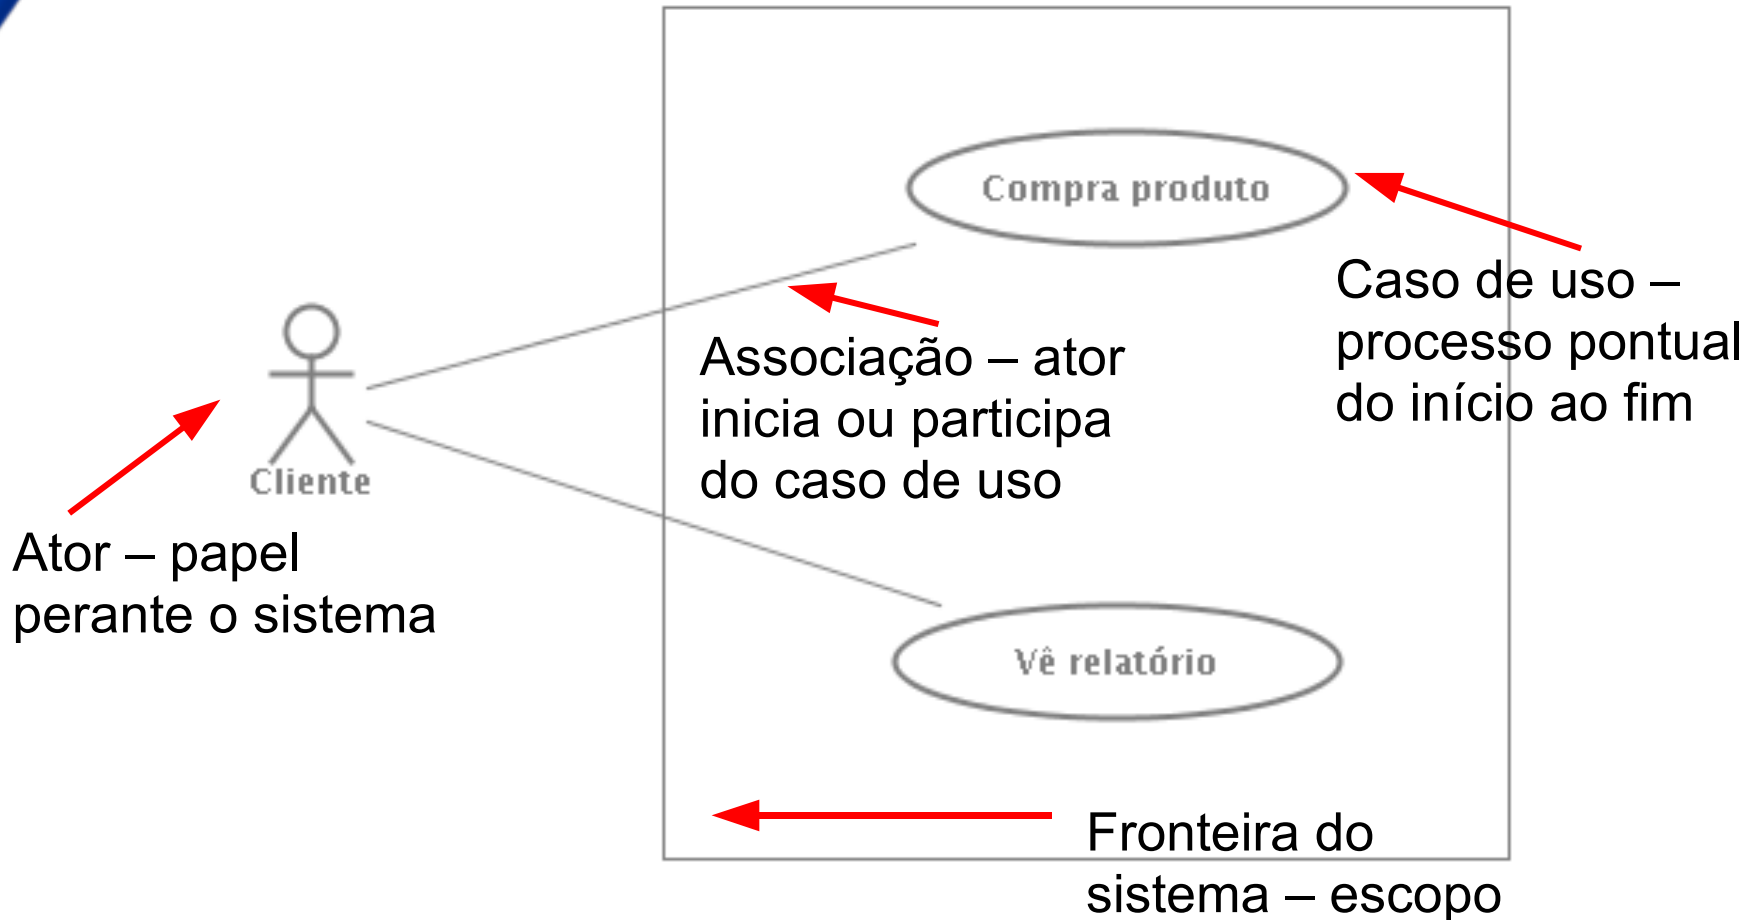 Compra produto
Caso de uso –
processo pontual
do início ao fim
Associação – ator
inicia ou participa
do caso de uso
Cliente
Ator – papel
perante o sistema
Vê relatório
Fronteira do
sistema – escopo